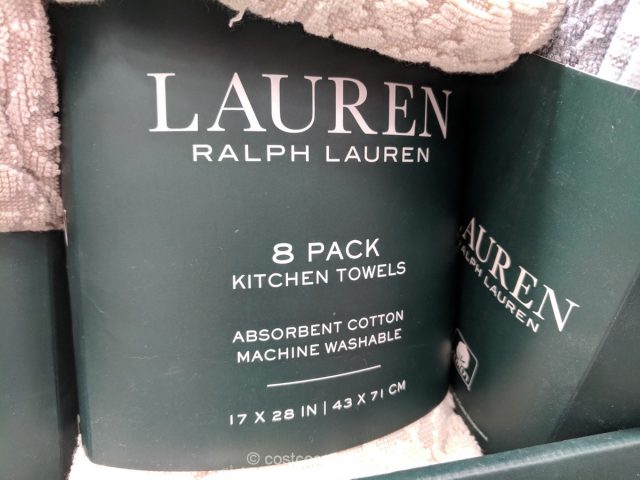 LAUREN
RALPH LAUREN
8 PACK
KITCHEN TOWELS
ABSORBENT COTTON
MACHINE WASHABLE
17 X 28 IN | 43 X 71 CM
LAUREN
RALPH LAUREN